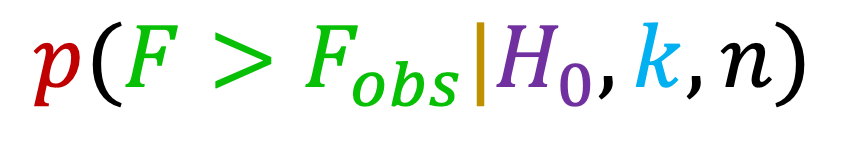 p(F > F_obs|H_0, k, n)